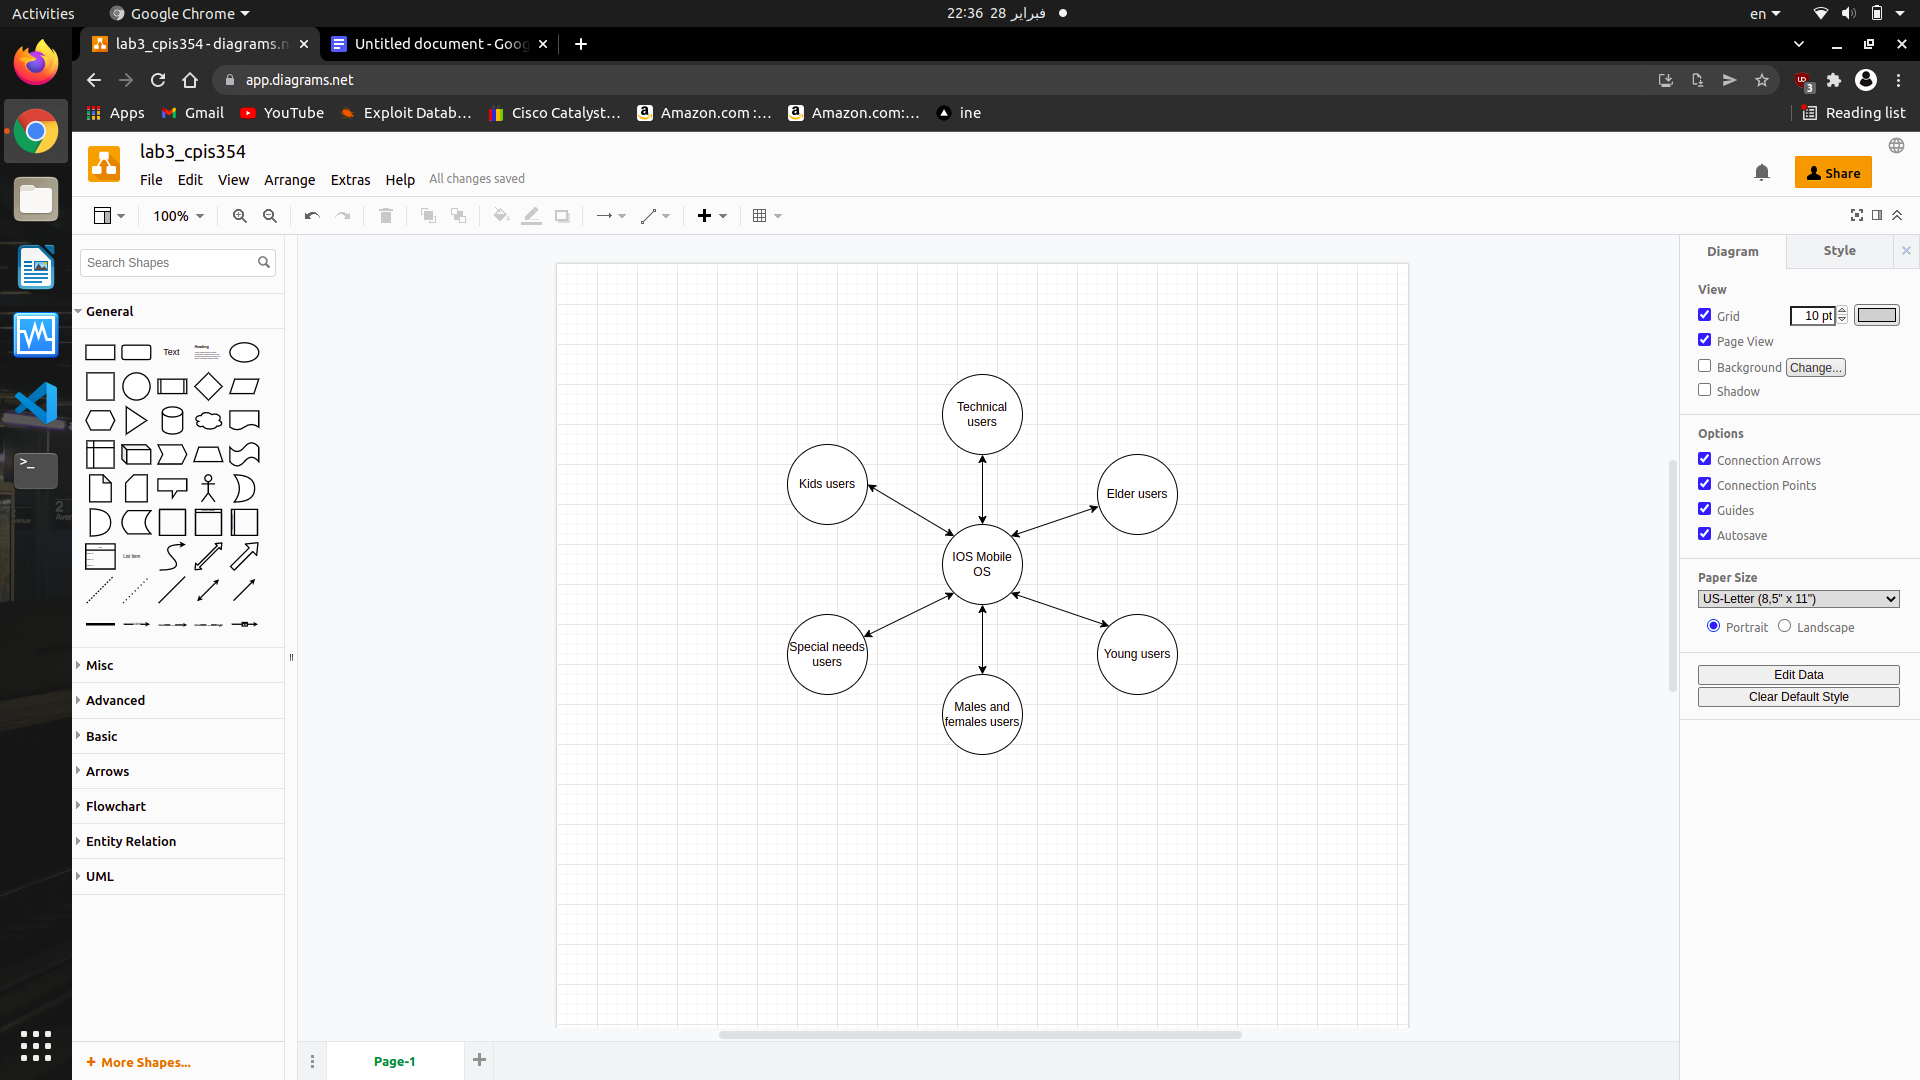 Activities
Google Chrome
22:36 28 فبراير
en
lab3_cpis354 - diagrams.n
Untitled document - Goog
app.diagrams.net
3
Apps
Gmail
YouTube
Exploit Datab...
Cisco Catalyst...
Amazon.com :...
Amazon.com:...
ine
Reading list
lab3_cpis354
File
Edit
View
Arrange
Extras
Help
All changes saved
Share
100%
Search Shapes
General
Text
Heading
List Item
Misc
Advanced
Basic
Arrows
Flowchart
Entity Relation
UML
+ More Shapes...
Technical
users
Kids users
Elder users
IOS Mobile
OS
Special needs
users
Young users
Males and
females users
Page-1
Diagram
Style
View
Grid
10 pt
Page View
Background
Change...
Shadow
Options
Connection Arrows
Connection Points
Guides
Autosave
Paper Size
US-Letter (8,5" x 11")
Portrait
Landscape
Edit Data
Clear Default Style